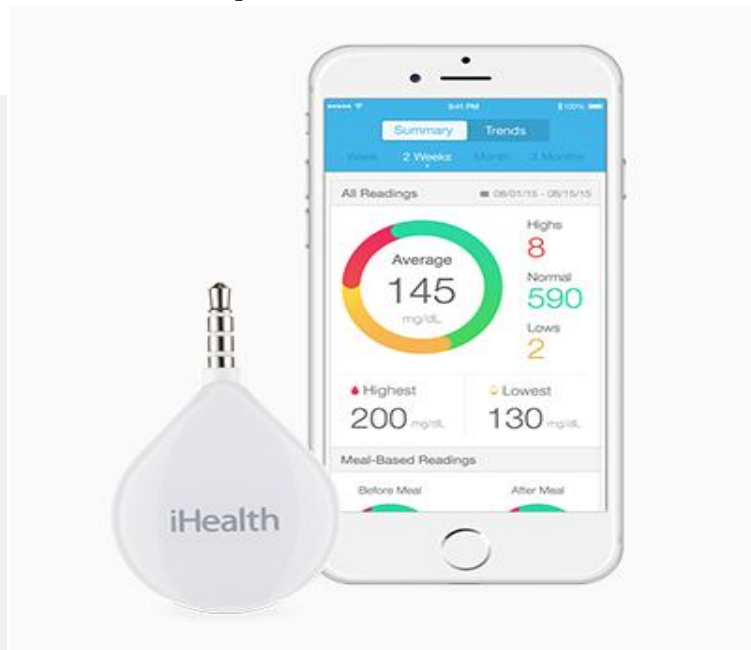 9:41 PM 100%
Summary Trends
Week 2 Weeks Month 3 Months
All Readings 08/01/15 - 08/15/15
Average
145
mg/dL
Highs
8
Normal
590
Lows
2
Highest Lowest
200 mg/dL 130 mg/dL
Meal-Based Readings
Before Meal After Meal
iHealth